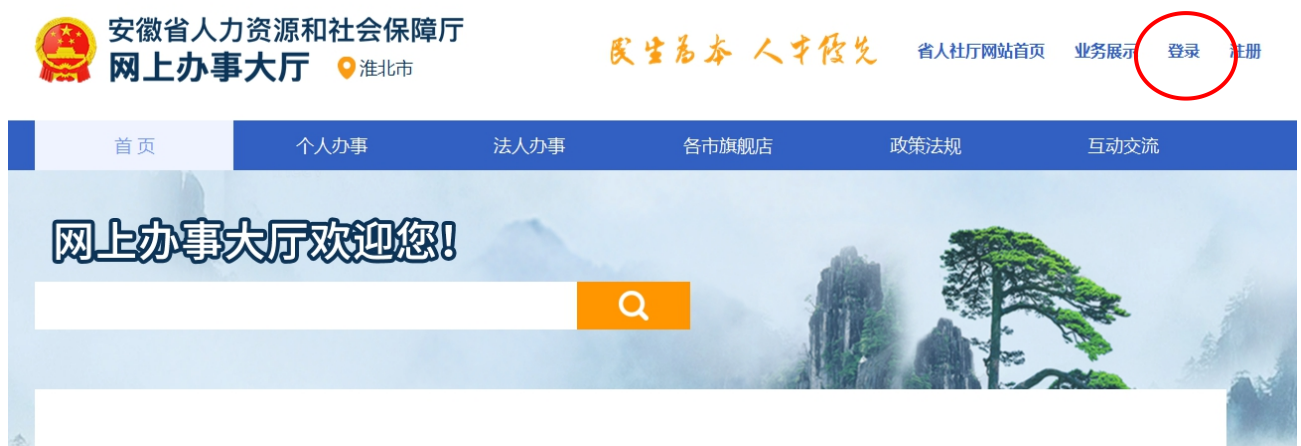 安徽省人力资源和社会保障厅
网上办事大厅 淮北市
民生为本 人才优先
省人社厅网站首页 业务展示 登录 注册
首页 个人办事 法人办事 各市旗舰店 政策法规 互动交流
网上办事大厅欢迎您!